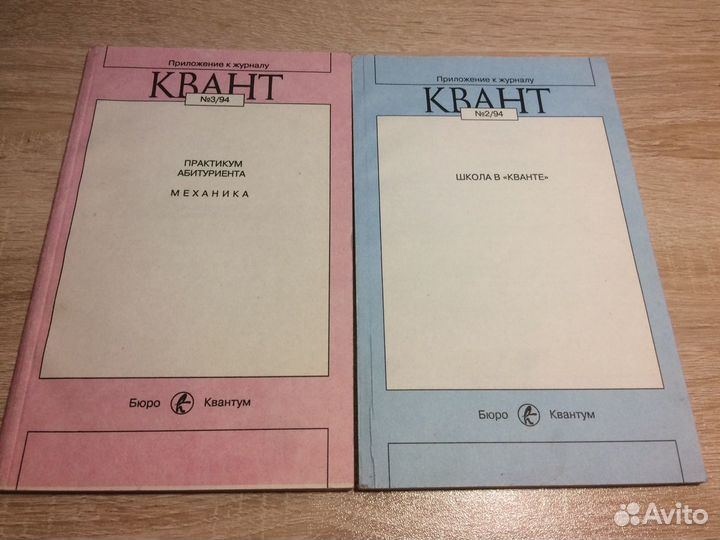 Приложение к журналу
КВАНТ
№3/94
ПРАКТИКУМ
АБИТУРИЕНТА
МЕХАНИКА
Бюро Квантум
Приложение к журналу
КВАНТ
№2/94
ШКОЛА В «КВАНТЕ»
Бюро Квантум
Avito